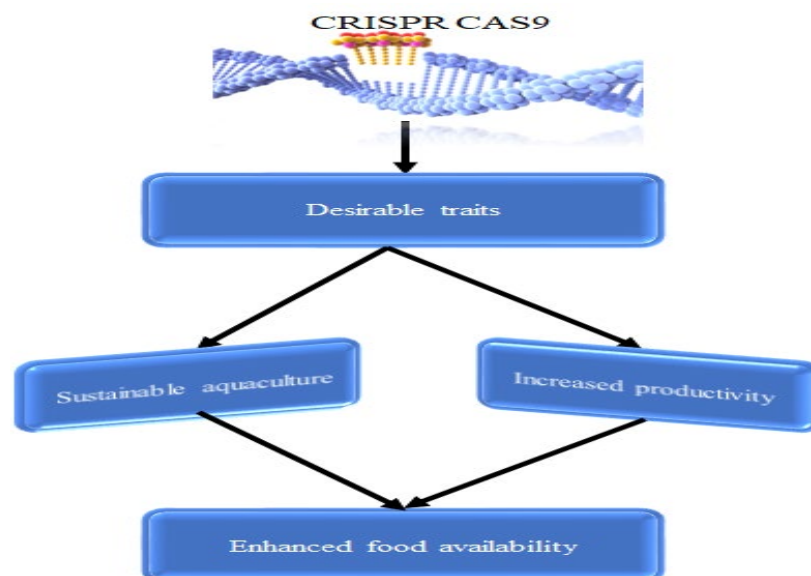 CRISPR CAS9
Desirable traits
Sustainable aquaculture
Increased productivity
Enhanced food availability